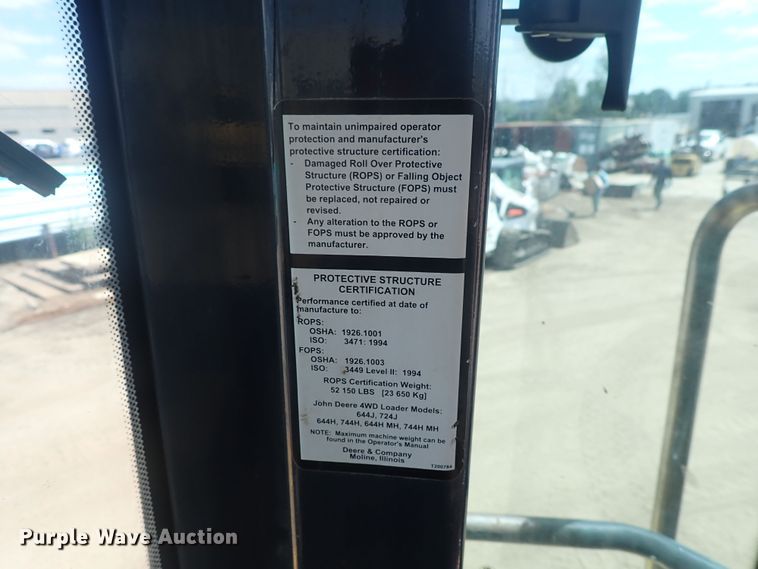 To maintain unimpaired operator
protection and manufacturer's
protective structure certification:
- Damaged Roll Over Protective
Structure (ROPS) or Falling Object
Protective Structure (FOPS) must
be replaced, not repaired or
revised.
- Any alteration to the ROPS or
FOPS must be approved by the
manufacturer.
PROTECTIVE STRUCTURE
CERTIFICATION
Performance certified at date of
manufacture to:
ROPS:
OSHA: 1926.1001
ISO: 3471: 1994
FOPS:
OSHA: 1926.1003
ISO: 3449 Level II: 1994
ROPS Certification Weight:
52 150 LBS [23 650 Kg]
John Deere 4WD Loader Models:
644J, 724J
644H, 744H, 644H MH, 744H MH
NOTE: Maximum machine weight can be
found in the Operator's Manual
Deere & Company
Moline, Illinois
T200784
Purple Wave Auction